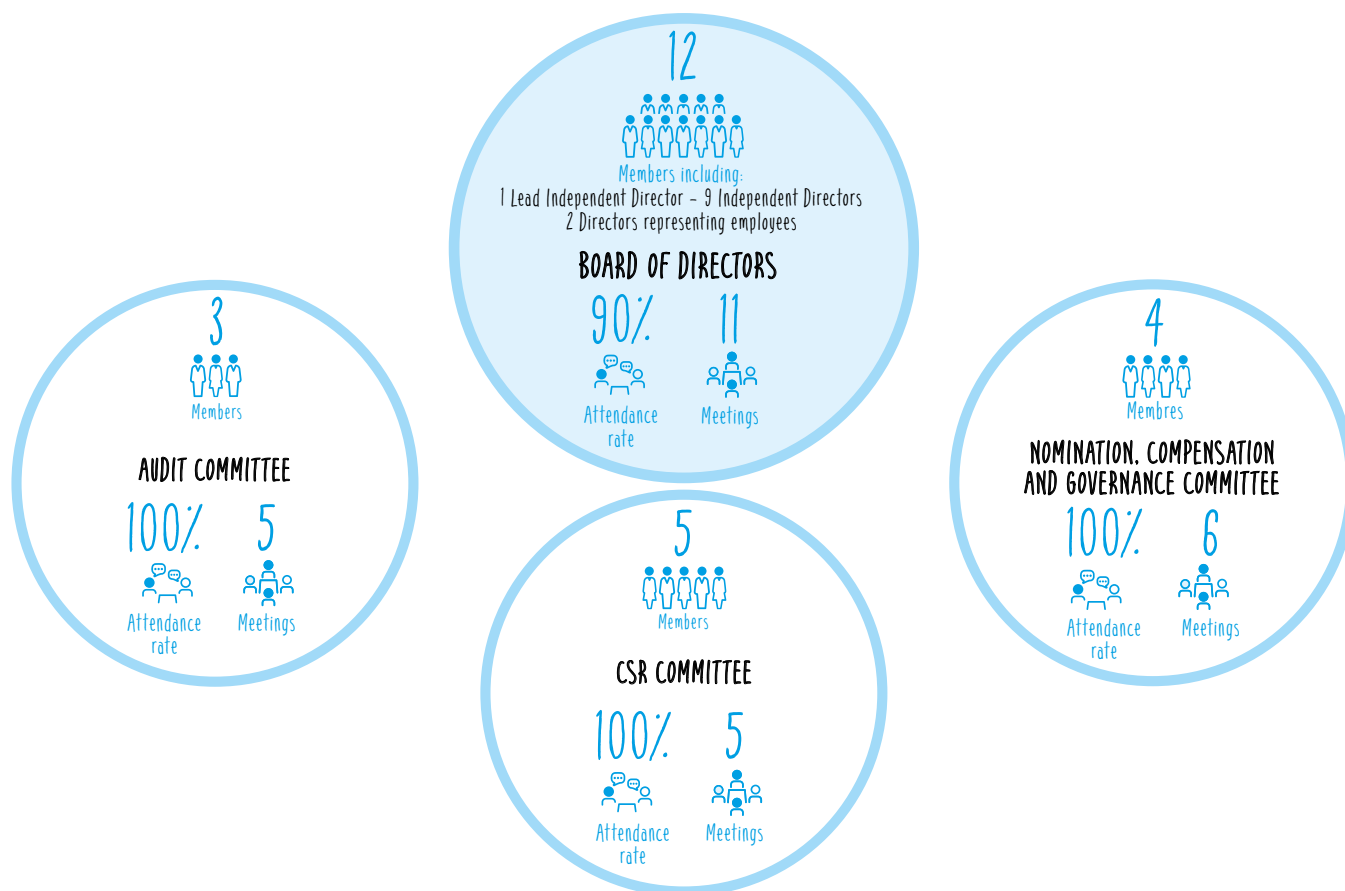 12
Members including:
1 Lead Independent Director – 9 Independent Directors
2 Directors representing employees
BOARD OF DIRECTORS
90% 11
Attendance
rate
Meetings
3
Members
AUDIT COMMITTEE
100% 5
Attendance
rate
Meetings
5
Members
CSR COMMITTEE
100% 5
Attendance
rate
Meetings
4
Membres
NOMINATION, COMPENSATION
AND GOVERNANCE COMMITTEE
100% 6
Attendance
rate
Meetings